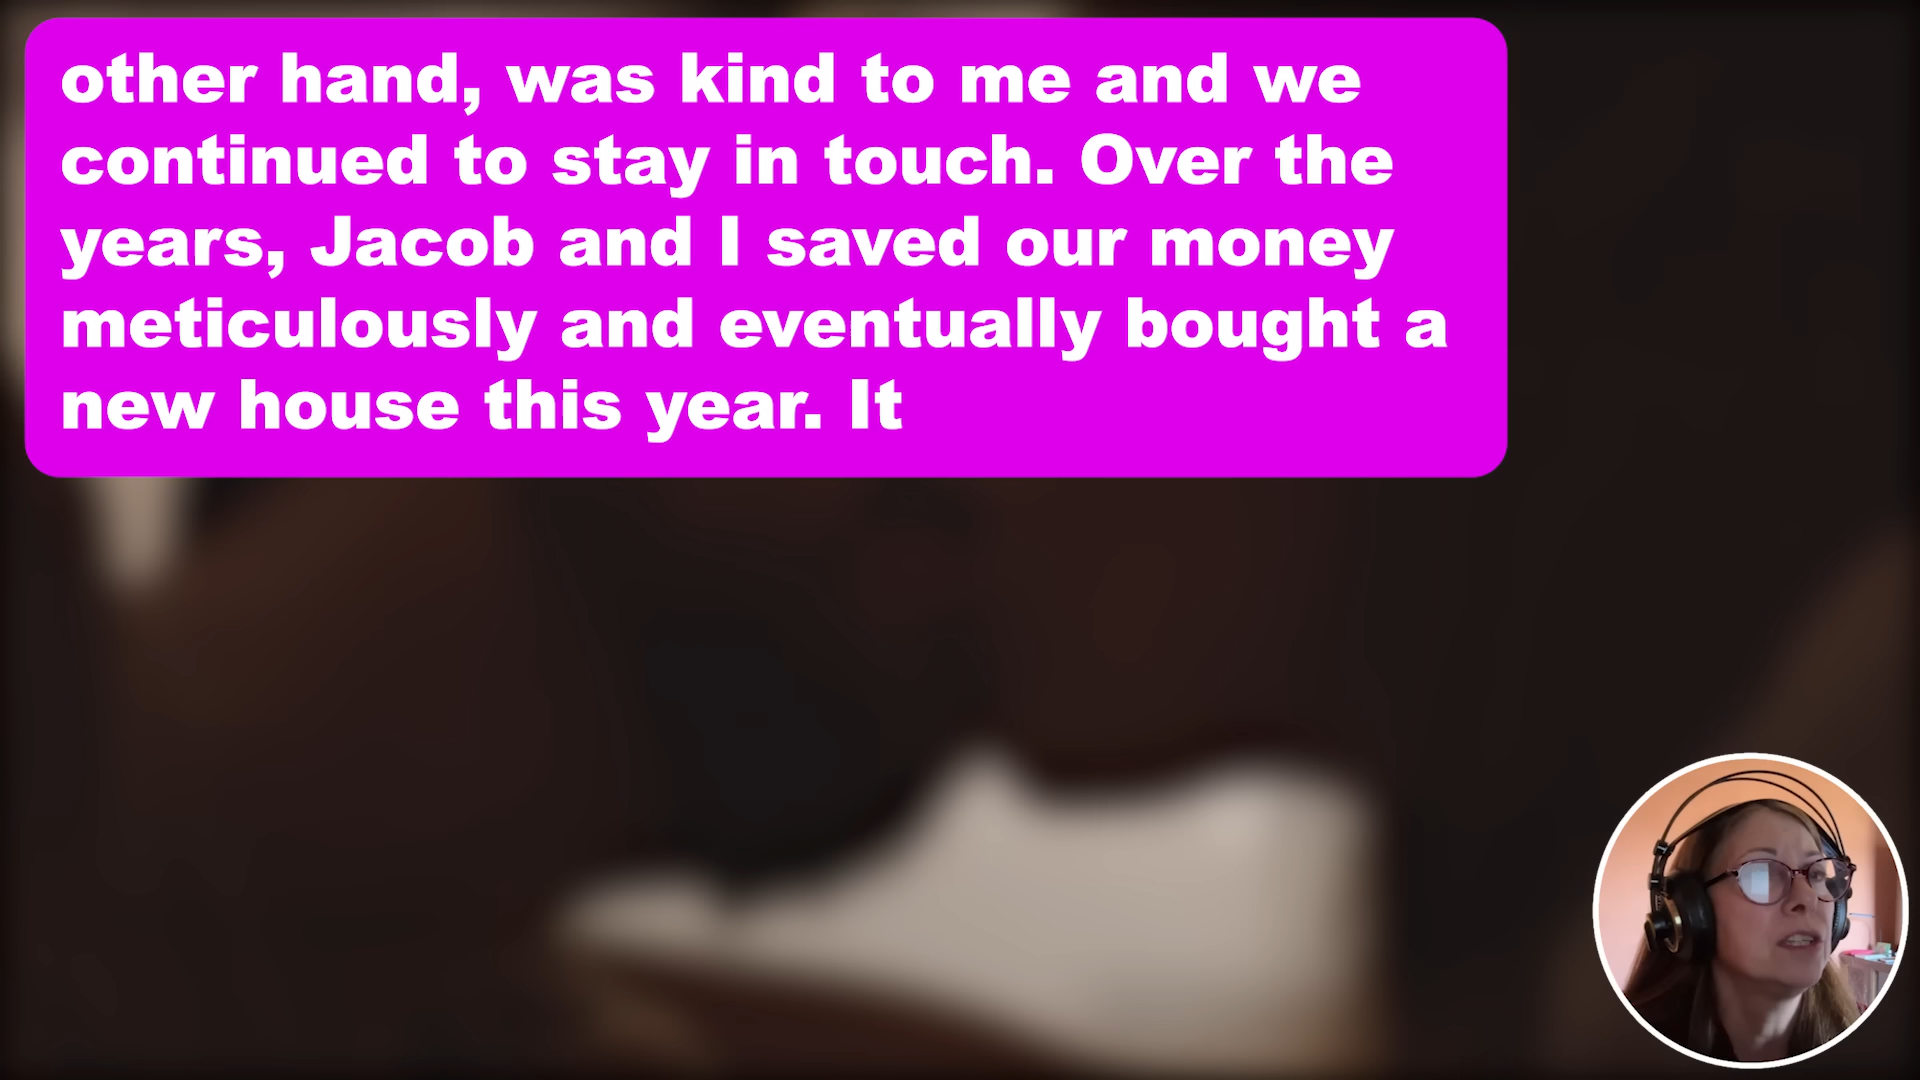 other hand, was kind to me and we
continued to stay in touch. Over the
years, Jacob and I saved our money
meticulously and eventually bought a
new house this year. It